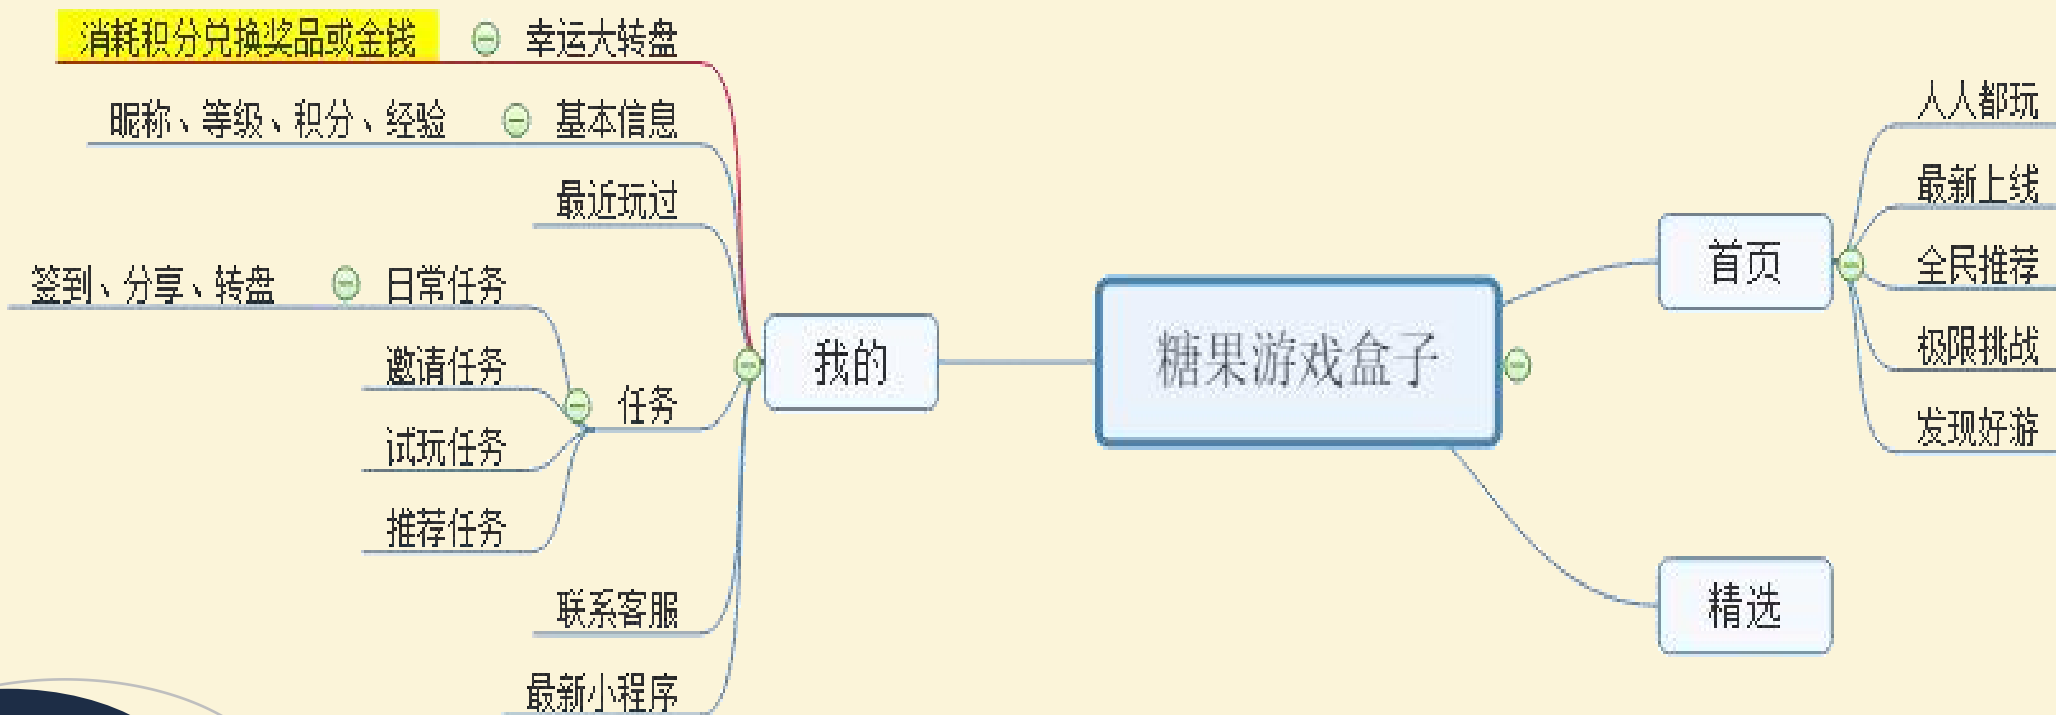 消耗积分兑换奖品或金钱 幸运大转盘
昵称、等级、积分、经验 基本信息
最近玩过
签到、分享、转盘 日常任务
邀请任务
试玩任务
推荐任务
任务
联系客服
最新小程序
我的
糖果游戏盒子
首页
人人都玩
最新上线
全民推荐
极限挑战
发现好游
精选